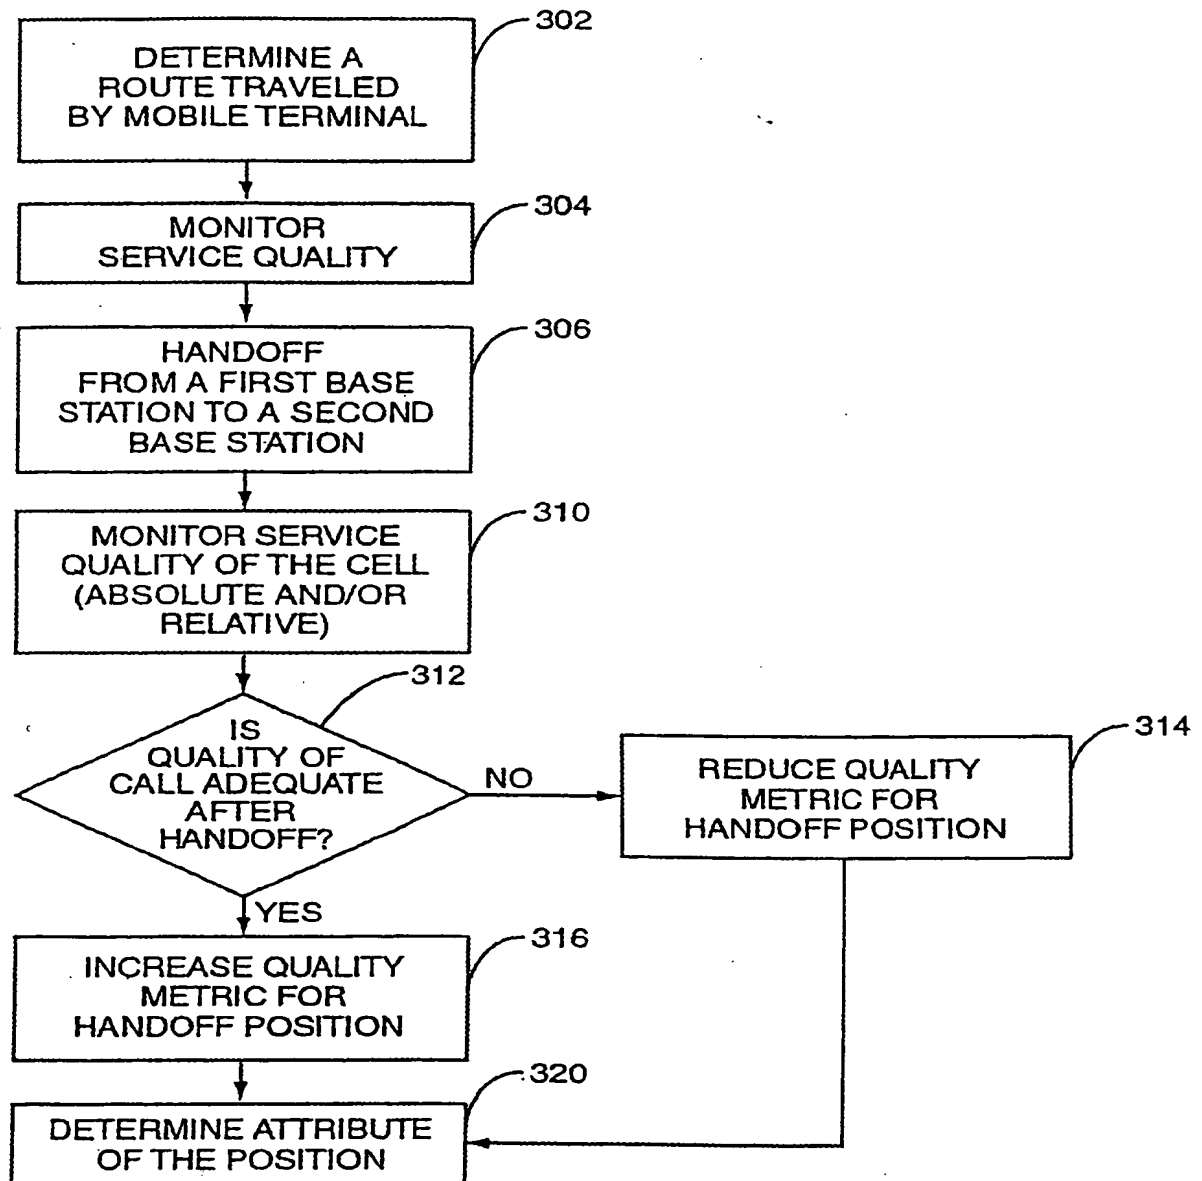 302
DETERMINE A
ROUTE TRAVELED
BY MOBILE TERMINAL
304
MONITOR
SERVICE QUALITY
306
HANDOFF
FROM A FIRST BASE
STATION TO A SECOND
BASE STATION
310
MONITOR SERVICE
QUALITY OF THE CELL
(ABSOLUTE AND/OR
RELATIVE)
312
IS
QUALITY OF
CALL ADEQUATE
AFTER
HANDOFF?
NO
314
REDUCE QUALITY
METRIC FOR
HANDOFF POSITION
YES
316
INCREASE QUALITY
METRIC FOR
HANDOFF POSITION
320
DETERMINE ATTRIBUTE
OF THE POSITION